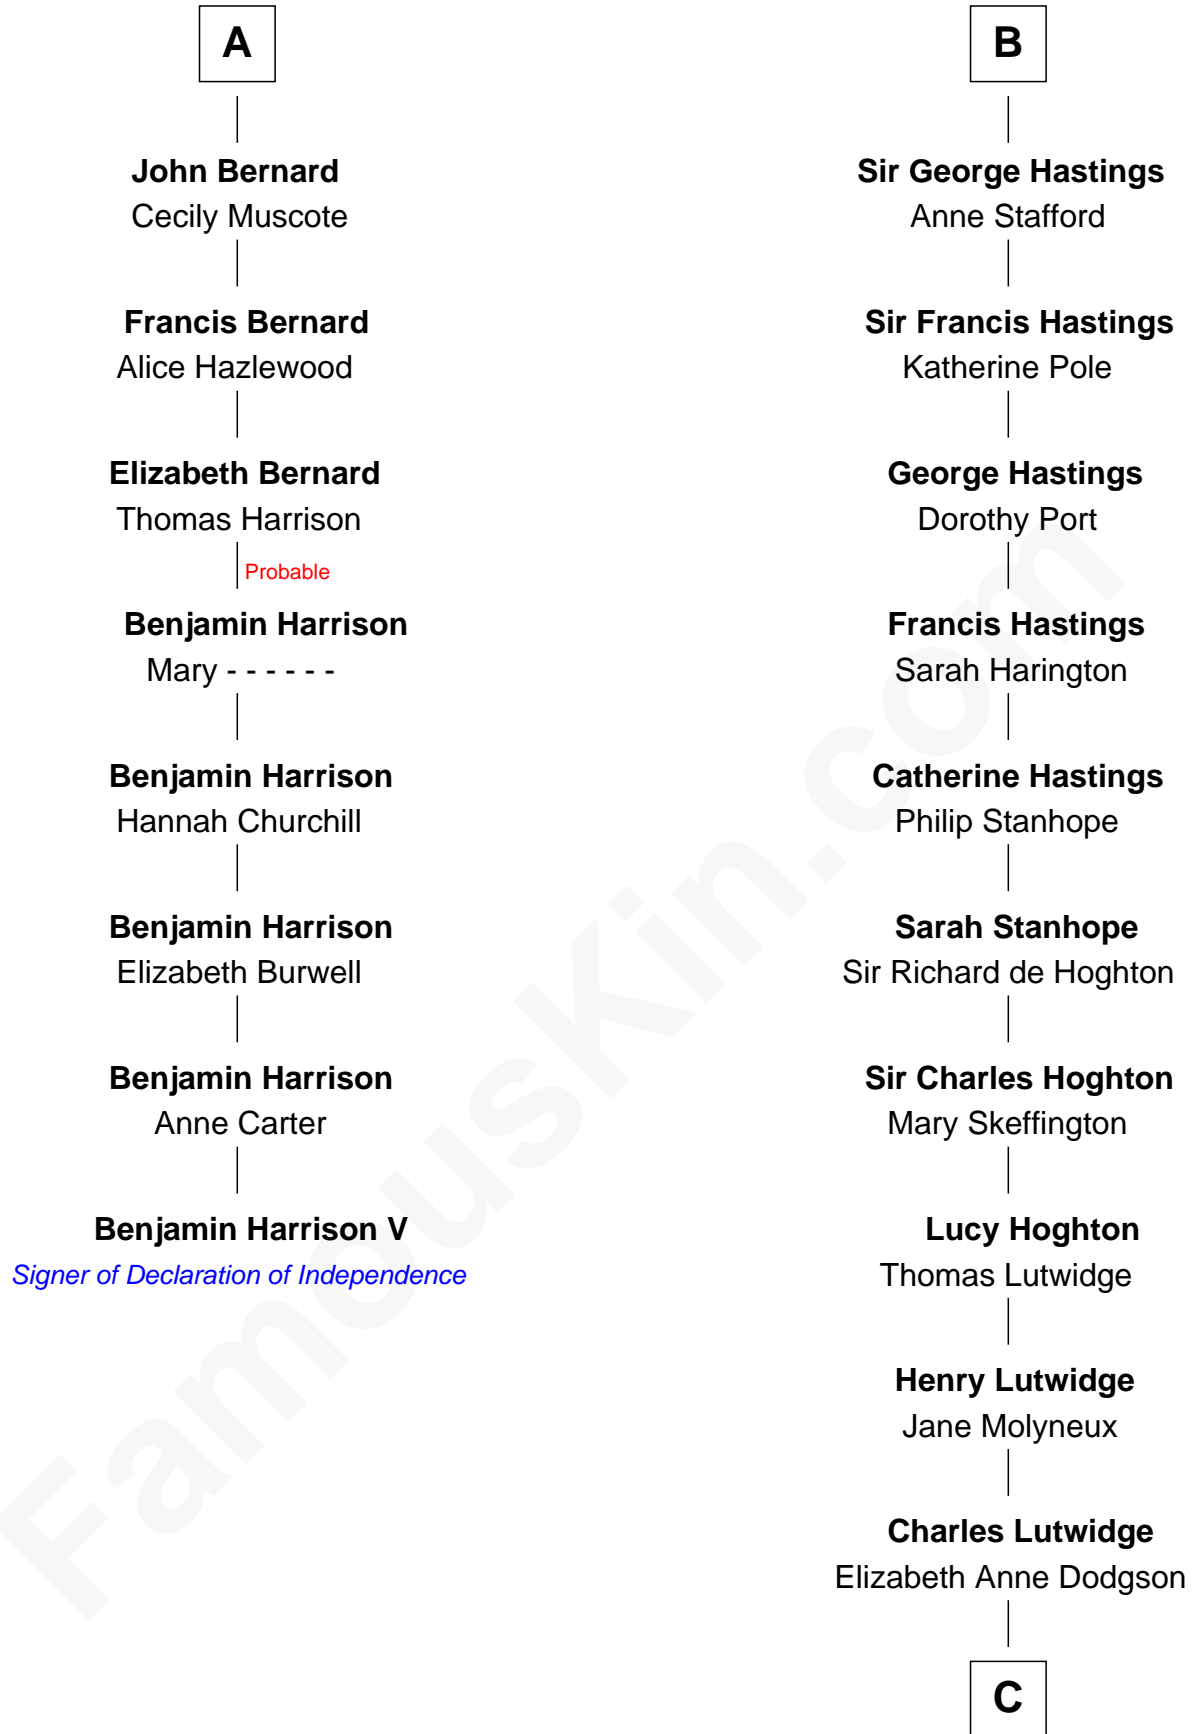 A
John Bernard
Cecily Muscote
Francis Bernard
Alice Hazlewood
Elizabeth Bernard
Thomas Harrison
Probable
Benjamin Harrison
Mary - - - - - -
Benjamin Harrison
Hannah Churchill
Benjamin Harrison
Elizabeth Burwell
Benjamin Harrison
Anne Carter
Benjamin Harrison V
Signer of Declaration of Independence
B
Sir George Hastings
Anne Stafford
Sir Francis Hastings
Katherine Pole
George Hastings
Dorothy Port
Francis Hastings
Sarah Harington
Catherine Hastings
Philip Stanhope
Sarah Stanhope
Sir Richard de Hoghton
Sir Charles Hoghton
Mary Skeffington
Lucy Hoghton
Thomas Lutwidge
Henry Lutwidge
Jane Molyneux
Charles Lutwidge
Elizabeth Anne Dodgson
C
FamousKin.com